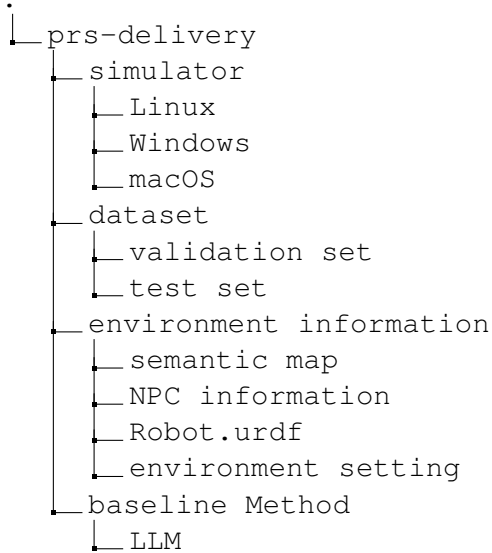 .
prs-delivery
simulator
Linux
Windows
macOS
dataset
validation set
test set
environment information
semantic map
NPC information
Robot.urdf
environment setting
baseline Method
LLM